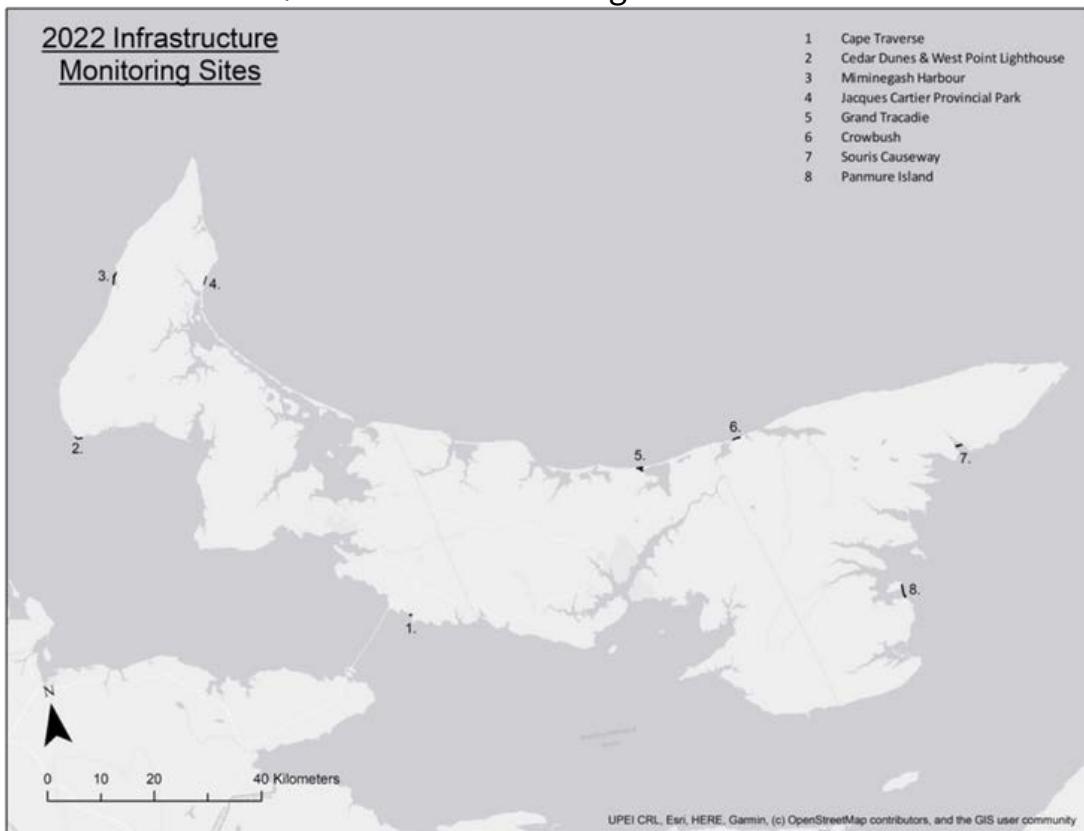 2022 Infrastructure
Monitoring Sites
1 Cape Traverse
2 Cedar Dunes & West Point Lighthouse
3 Miminegash Harbour
4 Jacques Cartier Provincial Park
5 Grand Tracadie
6 Crowbush
7 Souris Causeway
8 Panmure Island
3.
4.
2.
6.
5.
7.
8.
1.
N
0 10 20 40 Kilometers
UPEI CRL, Esri, HERE, Garmin, (c) OpenStreetMap contributors, and the GIS user community